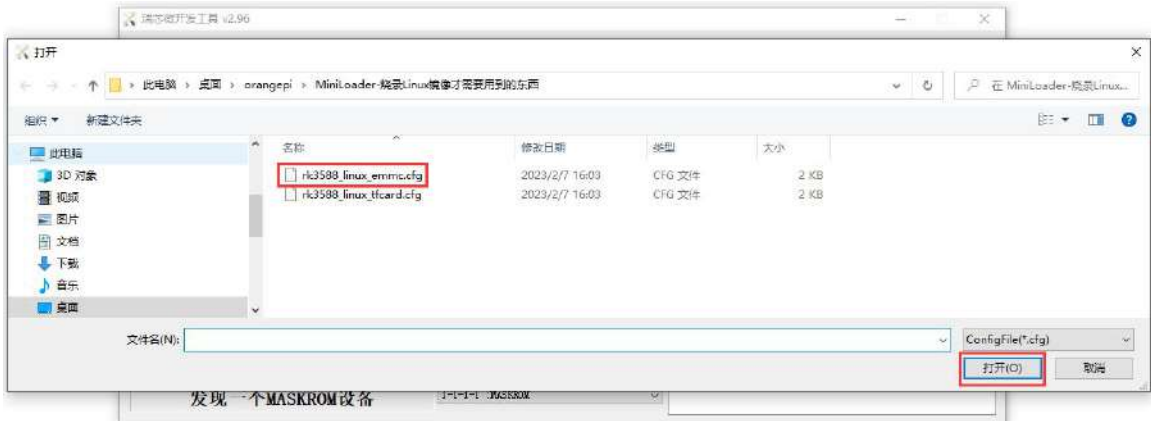 瑞芯微开发工具 v2.96
打开
此电脑 › 桌面 › orangepi › MiniLoader-烧录Linux镜像才需要用到的东西
在 MiniLoader-烧录Linux...
组织 新建文件夹
名称 修改日期 类型 大小
此电脑
3D 对象
视频
图片
文档
下载
音乐
桌面
rk3588_linux_emmc.cfg 2023/2/7 16:03 CFG 文件 2 KB
rk3588_linux_tfcard.cfg 2023/2/7 16:03 CFG 文件 2 KB
文件名(N):
ConfigFile(*.cfg)
打开(O) 取消
发现一个MASKROM设备
1-1-1-1 :MASKROM